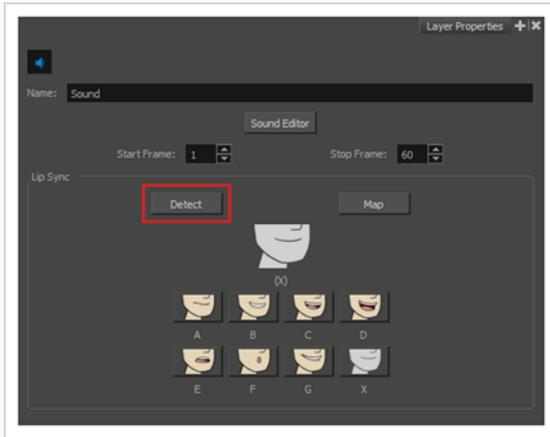 Layer Properties
Name: Sound
Sound Editor
Start Frame: 1 Stop Frame: 60
Lip Sync
Detect Map
(X)
A B C D
E F G X